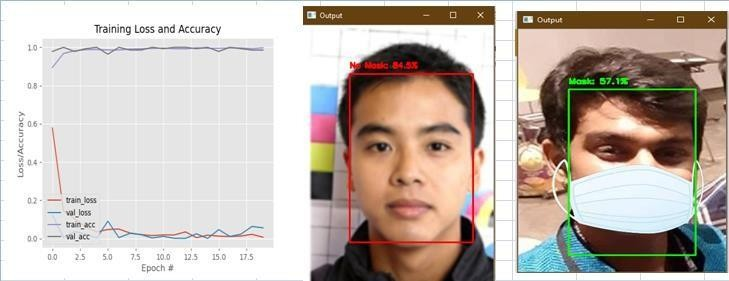 Training Loss and Accuracy
1.0
0.8
0.6
0.4
0.2
0.0
Loss/Accuracy
train_loss
val_loss
train_acc
val_acc
0.0 2.5 5.0 7.5 10.0 12.5 15.0 17.5
Epoch #
Output
No Mask: 84.5%
Output
Mask: 57.1%